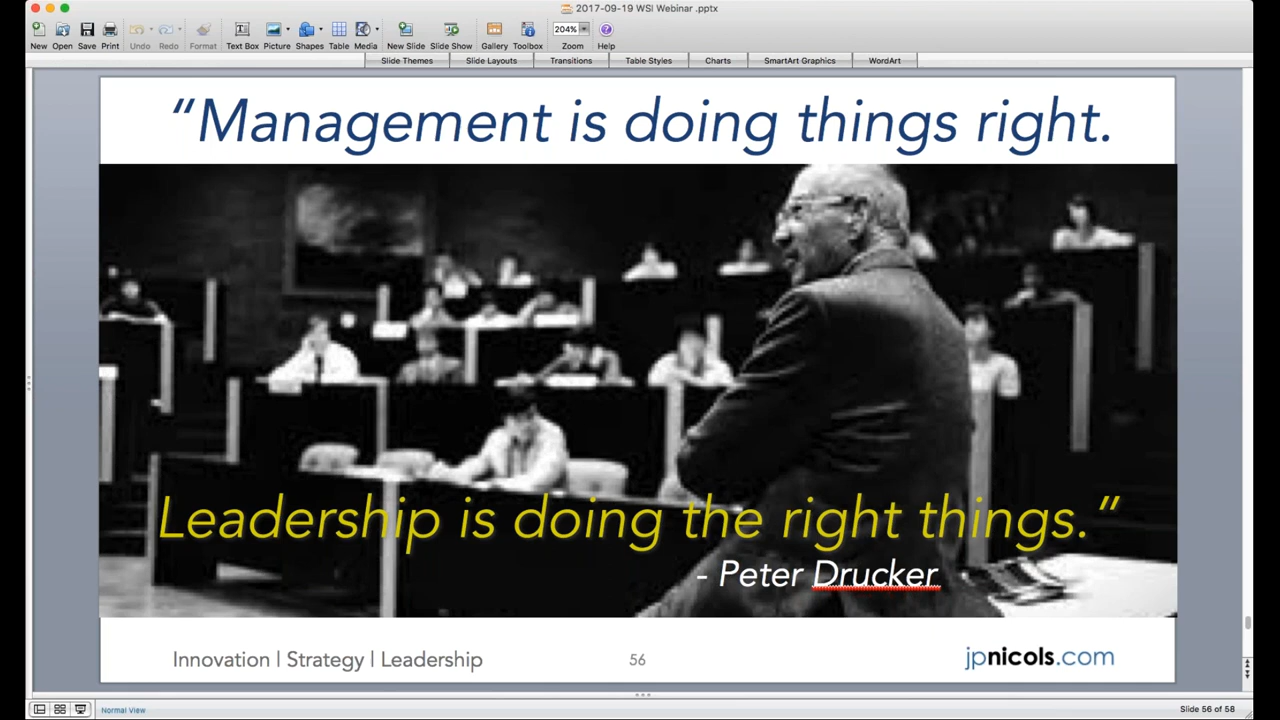 2017-09-19 WSI Webinar .pptx
New Open Save Print Undo Redo Format Text Box Picture Shapes Table Media New Slide Slide Show Gallery Toolbox 204% Zoom Help
Slide Themes Slide Layouts Transitions Table Styles Charts SmartArt Graphics WordArt
“Management is doing things right.
Leadership is doing the right things.”
- Peter Drucker
Innovation | Strategy | Leadership 56 jpnicols.com
Normal View Slide 56 of 58